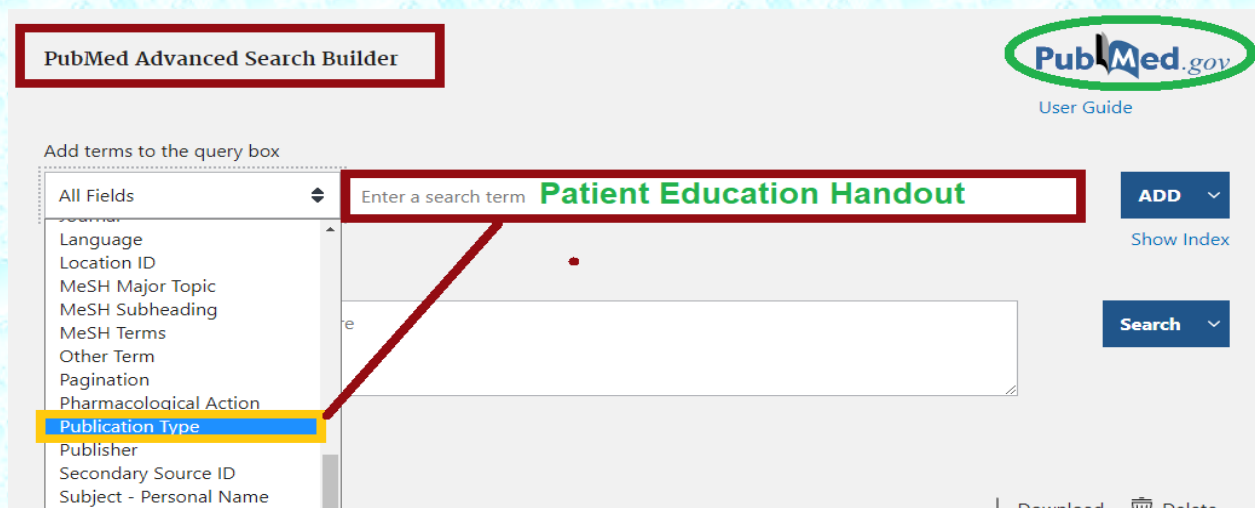 PubMed Advanced Search Builder
PubMed.gov
User Guide
Add terms to the query box
All Fields
Enter a search term Patient Education Handout
ADD
Show Index
Journal
Language
Location ID
MeSH Major Topic
MeSH Subheading
MeSH Terms
Other Term
Pagination
Pharmacological Action
Publication Type
Publisher
Secondary Source ID
Subject - Personal Name
Search
Download Delete